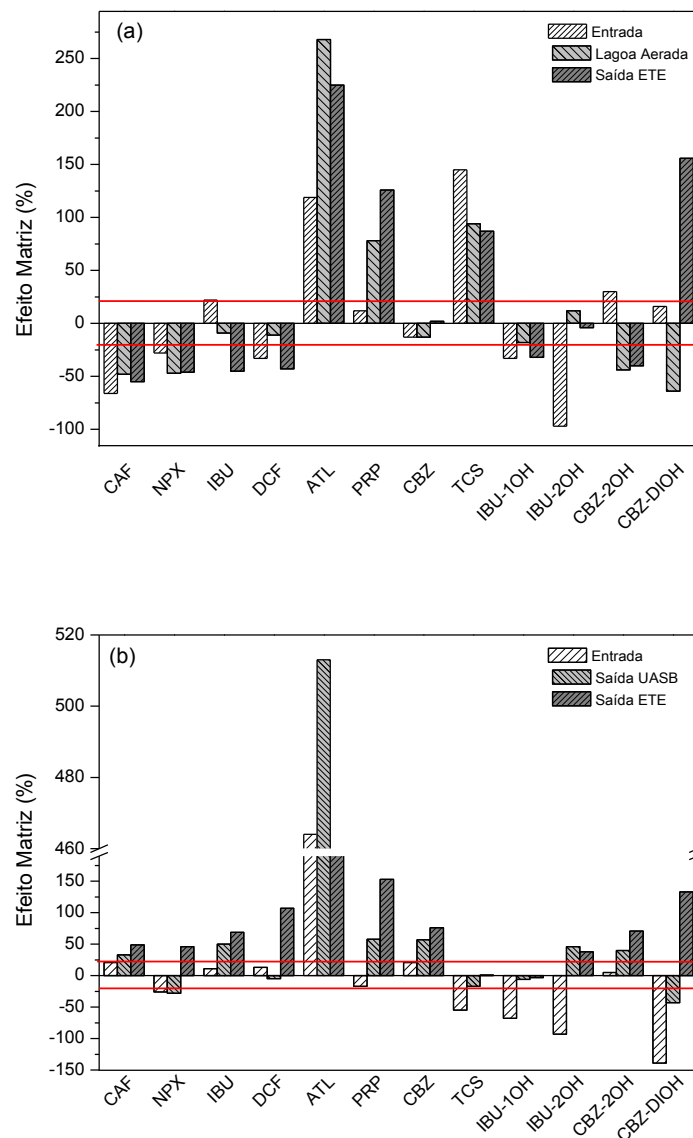 (a)
Entrada
Lagoa Aerada
Saída ETE
Efeito Matriz (%)
250
200
150
100
50
0
-50
-100
CAF NPX IBU DCF ATL PRP CBZ TCS IBU-1OH IBU-2OH CBZ-2OH CBZ-DIOH
(b)
Entrada
Saída UASB
Saída ETE
Efeito Matriz (%)
520
500
480
460
150
100
50
0
-50
-100
-150
CAF NPX IBU DCF ATL PRP CBZ TCS IBU-1OH IBU-2OH CBZ-2OH CBZ-DIOH